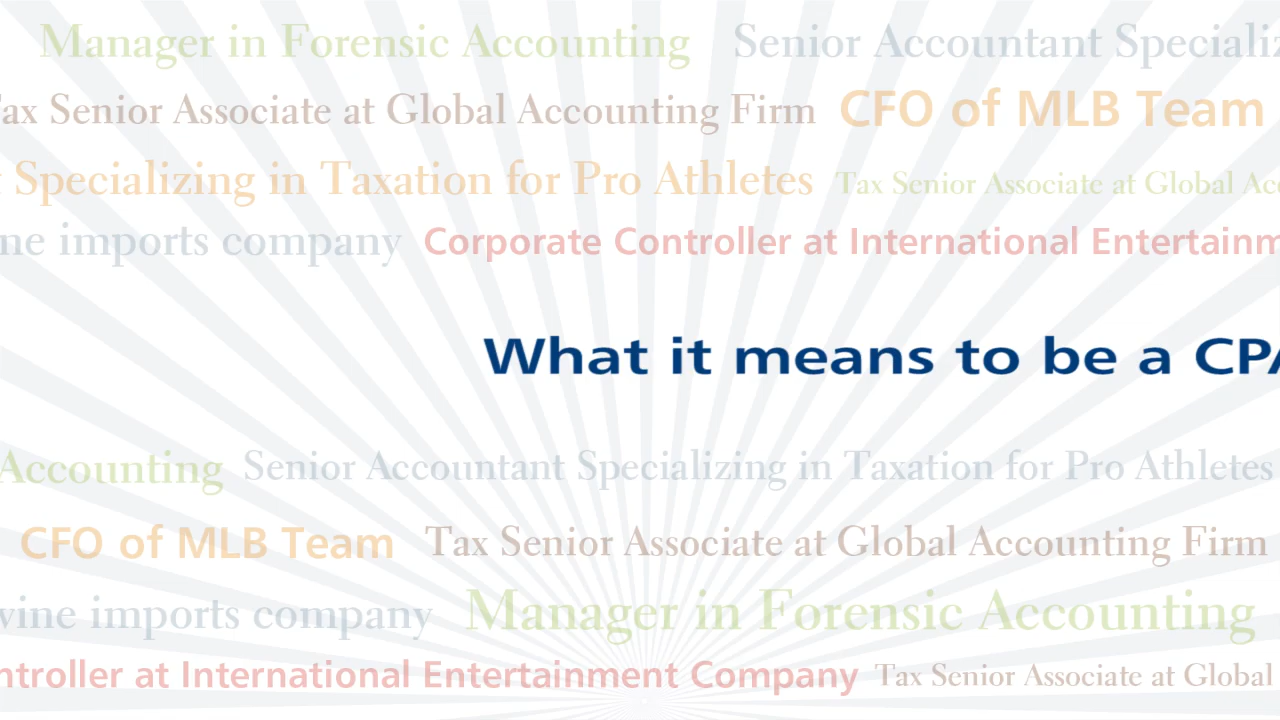 Manager in Forensic Accounting Senior Accountant Specializ
ax Senior Associate at Global Accounting Firm CFO of MLB Team
Specializing in Taxation for Pro Athletes Tax Senior Associate at Global Acc
ne imports company Corporate Controller at International Entertainm
What it means to be a CPA
Accounting Senior Accountant Specializing in Taxation for Pro Athletes
CFO of MLB Team Tax Senior Associate at Global Accounting Firm
wine imports company Manager in Forensic Accounting
ntroller at International Entertainment Company Tax Senior Associate at Global